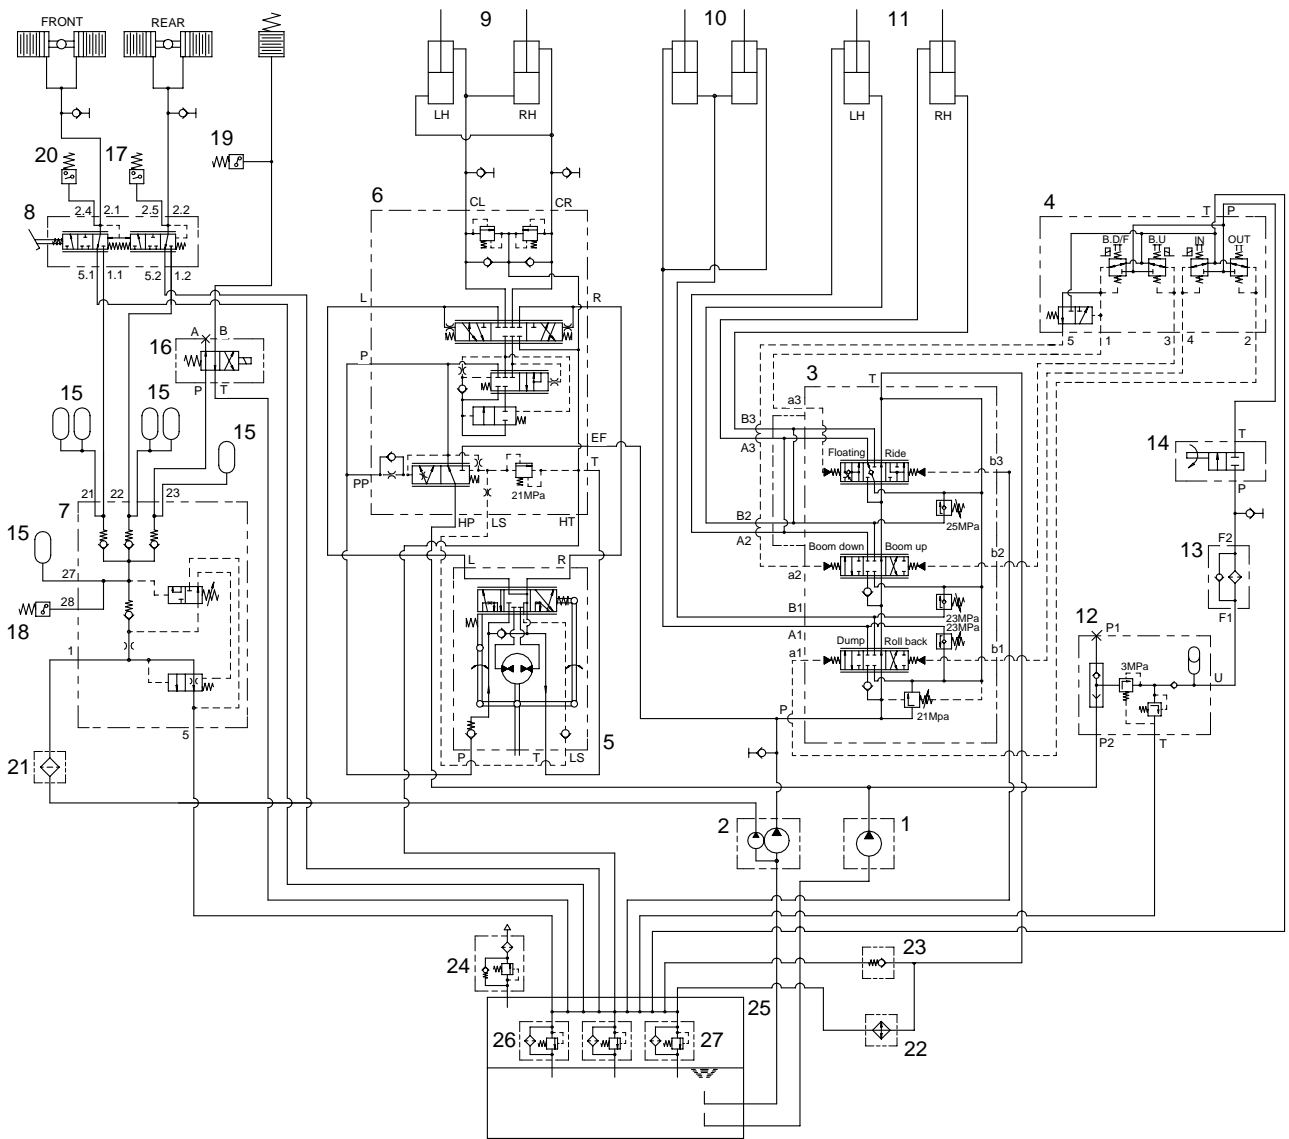 FRONT
REAR
9
10
11
LH
RH
LH
RH
20
17
19
2.4
2.1
2.5
2.2
8
5.1
1.1
5.2
1.2
6
CL
CR
4
T
P
B.D/F
B.U
IN
OUT
L
R
A
B
16
P
5
1
3
4
2
P
T
15
15
15
3
T
a3
B3
A3
Floating
Ride
b3
EF
T
PP
21MPa
HP
LS
HT
14
T
P
21
22
23
7
15
25MPa
B2
A2
Boom down
Boom up
b2
a2
F2
13
F1
27
28
18
L
R
B1
23MPa
23MPa
A1
a1
Dump
Roll back
b1
12
P1
3MPa
U
1
P
21Mpa
5
P
T
LS
5
P2
T
21
2
1
24
23
25
26
27
22